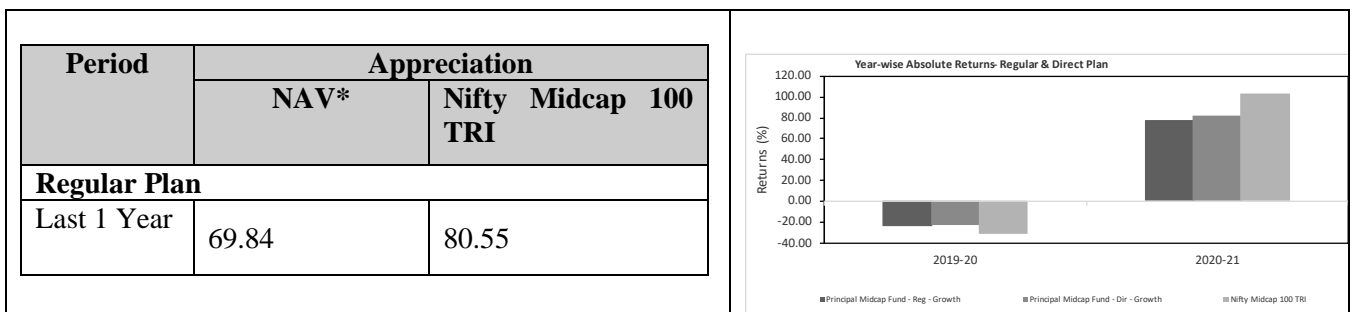 Period
Appreciation
NAV*
Nifty Midcap 100
TRI
Regular Plan
Last 1 Year
69.84
80.55
Year-wise Absolute Returns- Regular & Direct Plan
120.00
100.00
80.00
60.00
40.00
20.00
0.00
-20.00
-40.00
Returns (%)
2019-20
2020-21
Principal Midcap Fund - Reg - Growth
Principal Midcap Fund - Dir - Growth
Nifty Midcap 100 TRI